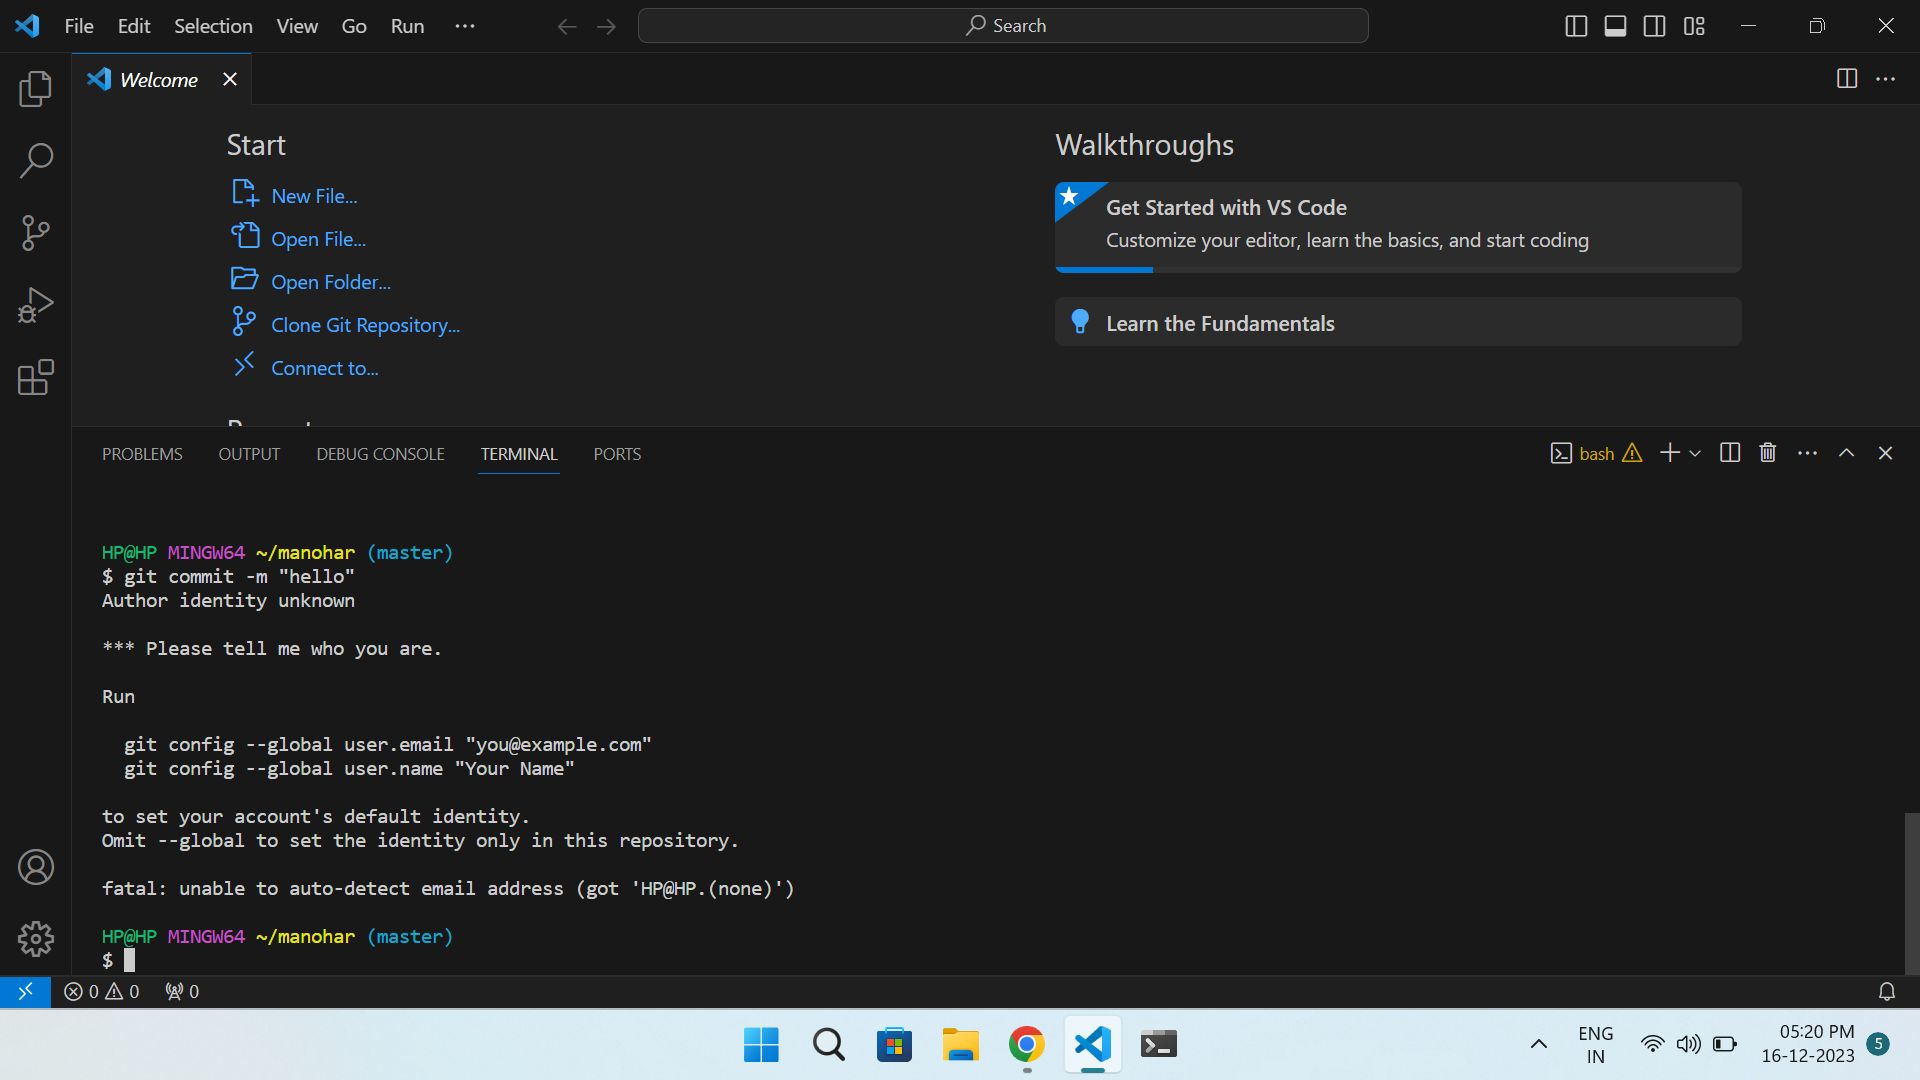 File Edit Selection View Go Run ...
Search
Welcome
Start
New File...
Open File...
Open Folder...
Clone Git Repository...
Connect to...
Walkthroughs
Get Started with VS Code
Customize your editor, learn the basics, and start coding
Learn the Fundamentals
PROBLEMS OUTPUT DEBUG CONSOLE TERMINAL PORTS
bash
HP@HP MINGW64 ~/manohar (master)
$ git commit -m "hello"
Author identity unknown
*** Please tell me who you are.
Run
git config --global user.email "you@example.com"
git config --global user.name "Your Name"
to set your account's default identity.
Omit --global to set the identity only in this repository.
fatal: unable to auto-detect email address (got 'HP@HP.(none)')
HP@HP MINGW64 ~/manohar (master)
$
0 0 0
ENG
IN
05:20 PM
16-12-2023
5